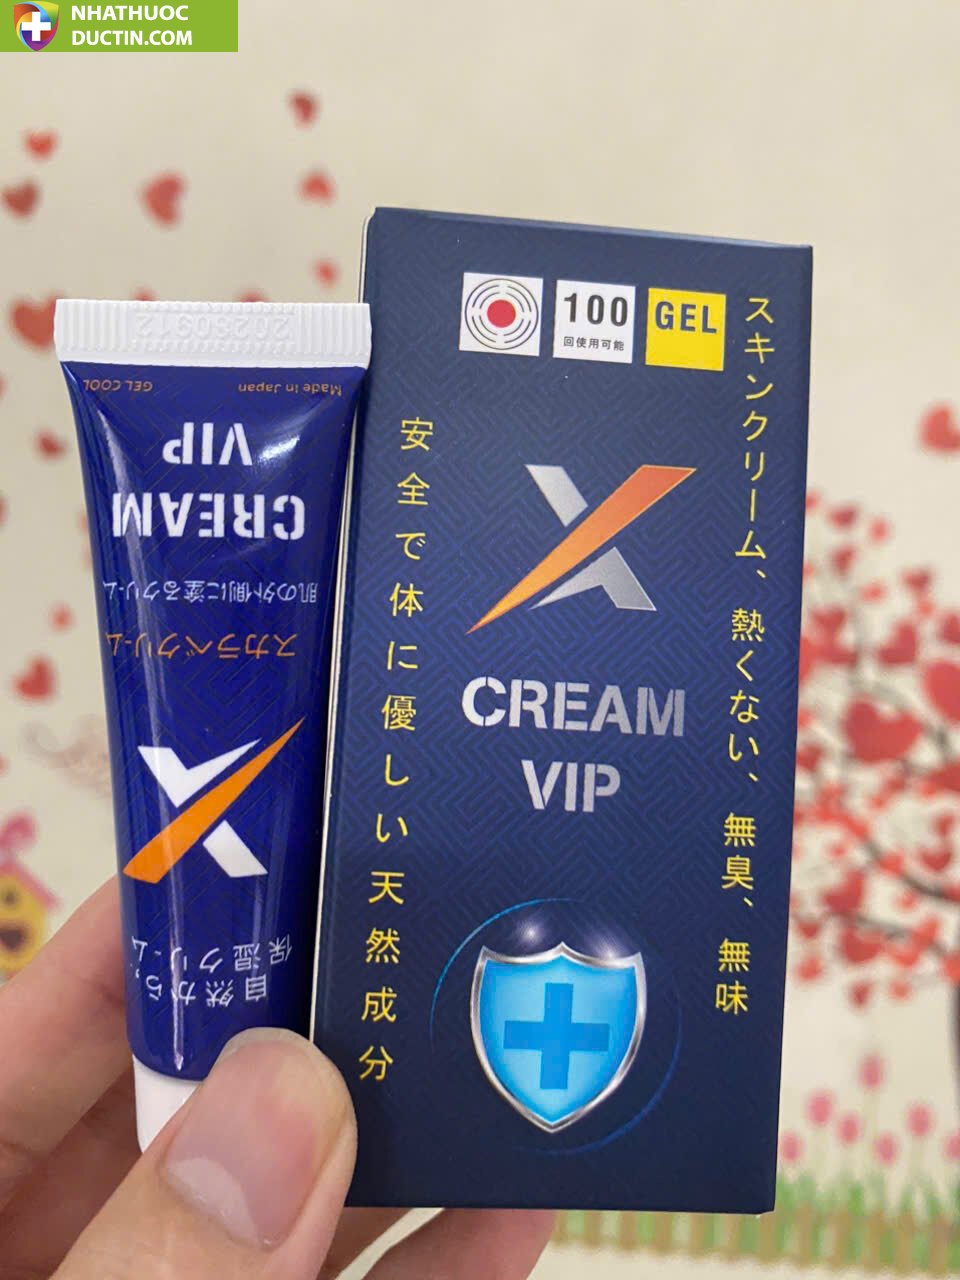 NHATHUOC
DUCTIN.COM
100
回使用可能
GEL
スキンクリーム、熱くない、無臭、無味
安全で体に優しい天然成分
X
CREAM
VIP
20260912
Made In Japan
GEL COOL
VIP
CREAM
肌の外側に塗るクリーム
スカラベクリーム
X
保湿クリーム
自然から、